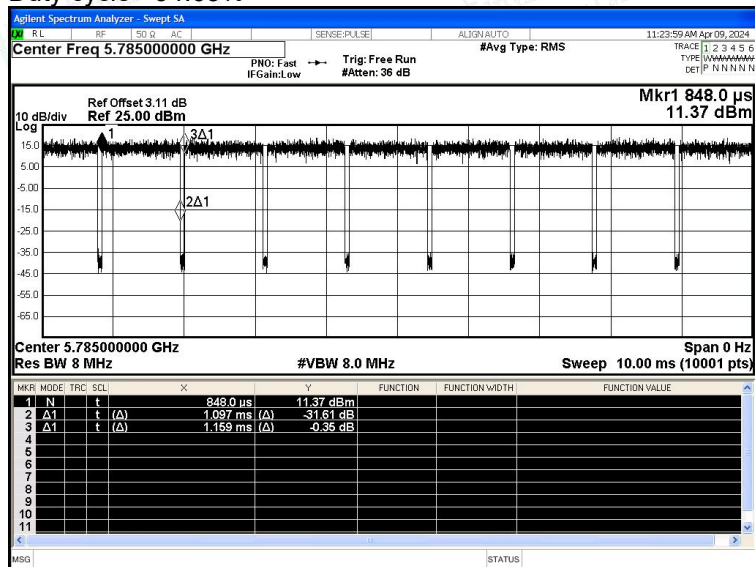 Agilent Spectrum Analyzer - Swept SA
RL RF 50 Ω AC SENSE:PULSE ALIGN AUTO 11:23:59 AM Apr 09, 2024
Center Freq 5.785000000 GHz #Avg Type: RMS TRACE 1 2 3 4 5 6
PNO: Fast Trig: Free Run TYPE
IFGain:Low #Atten: 36 dB DET P N N N N N
Mkr1 848.0 µs
Ref Offset 3.11 dB
10 dB/div Ref 25.00 dBm 11.37 dBm
Log
1 3Δ1
15.0
5.00
-5.00
2Δ1
-15.0
-25.0
-35.0
-45.0
-55.0
-65.0
Center 5.785000000 GHz Span 0 Hz
Res BW 8 MHz #VBW 8.0 MHz Sweep 10.00 ms (10001 pts)
MKR MODE TRC SCL X Y FUNCTION FUNCTION WIDTH FUNCTION VALUE
1 N t 848.0 µs 11.37 dBm
2 Δ1 t (Δ) 1.097 ms (Δ) -31.61 dB
3 Δ1 t (Δ) 1.159 ms (Δ) -0.35 dB
4
5
6
7
8
9
10
11
MSG STATUS